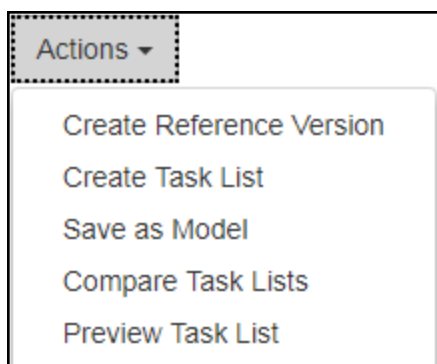 Actions
Create Reference Version
Create Task List
Save as Model
Compare Task Lists
Preview Task List